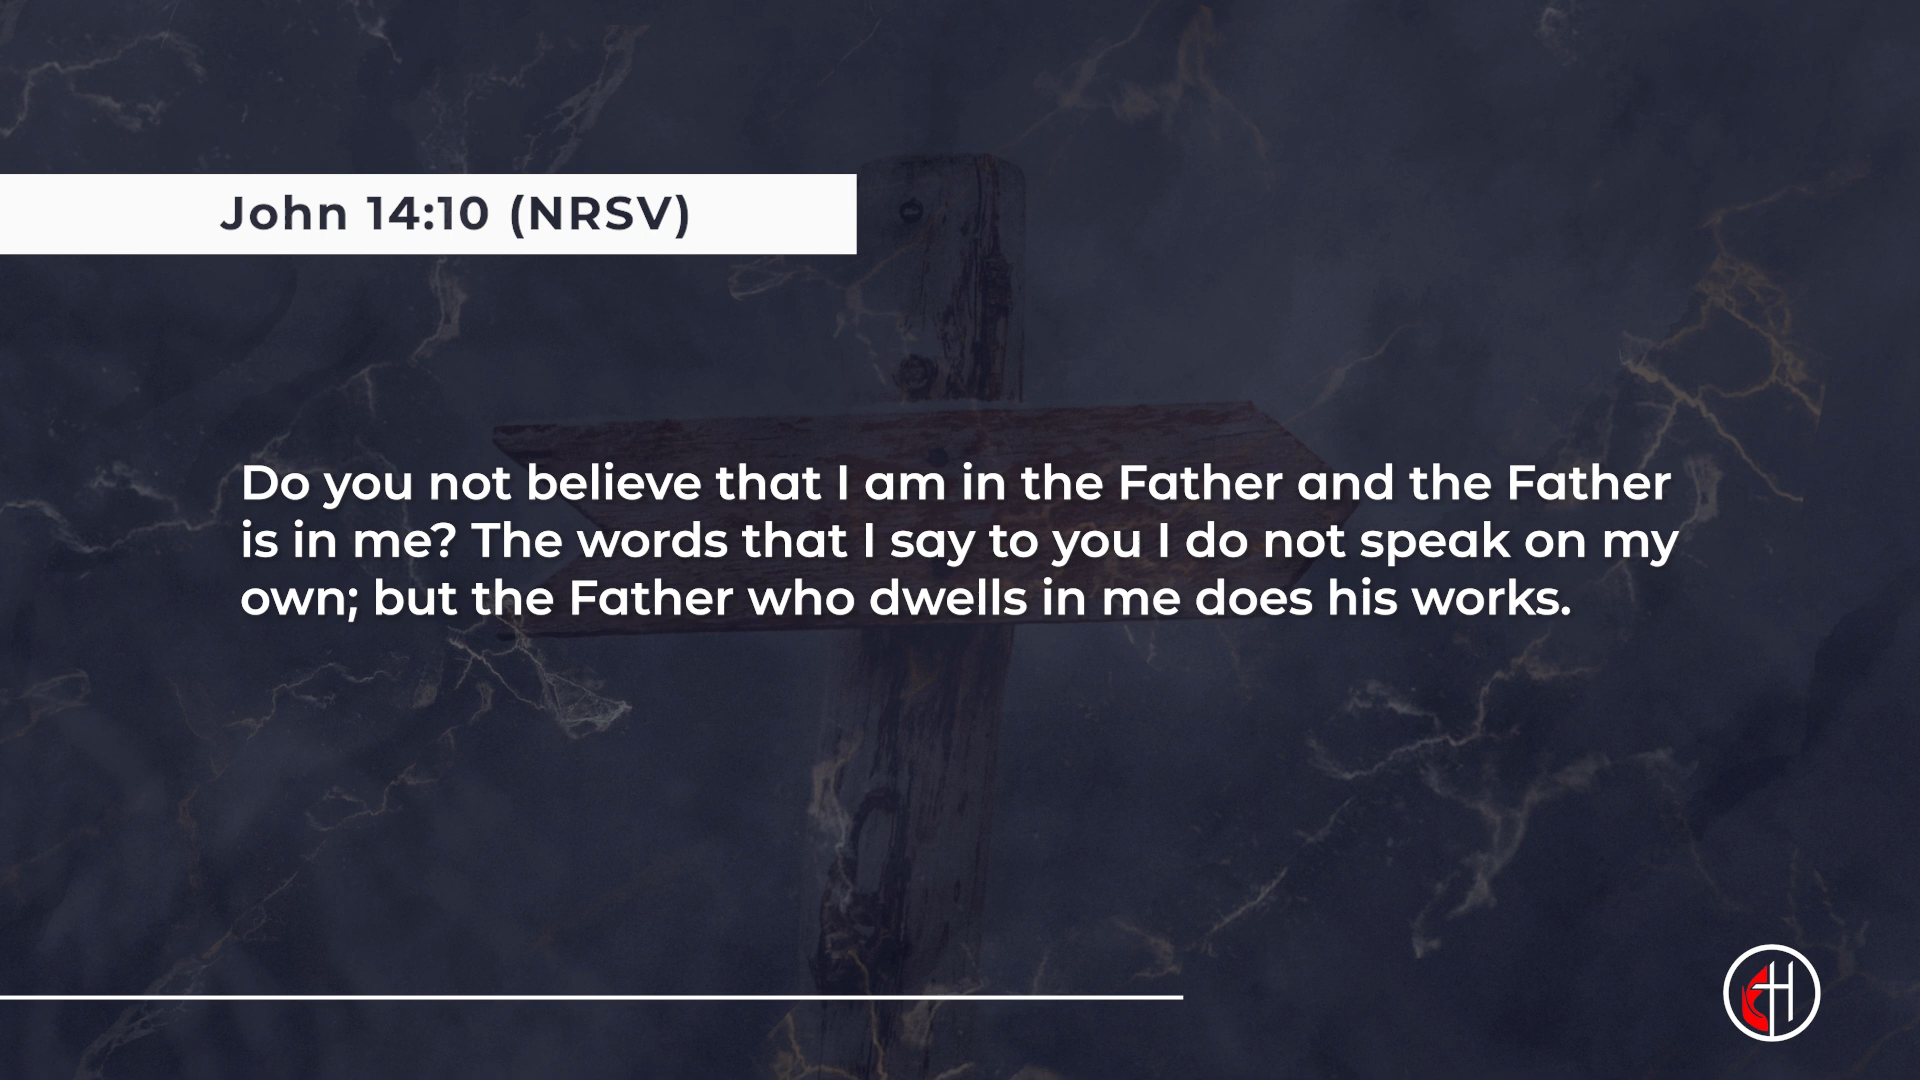 John 14:10 (NRSV)
Do you not believe that I am in the Father and the Father
is in me? The words that I say to you I do not speak on my
own; but the Father who dwells in me does his works.
H